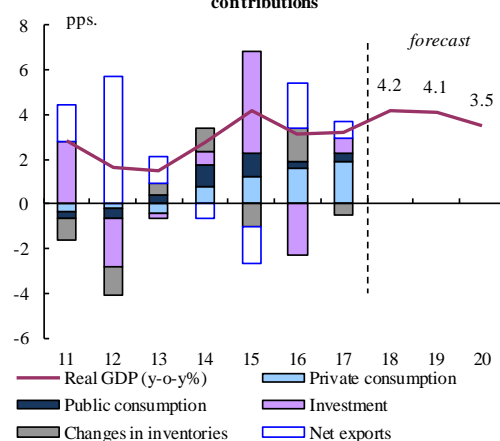 contributions
pps.
forecast
8
6
4
2
0
-2
-4
-6
4.2 4.1 3.5
11 12 13 14 15 16 17 18 19 20
Real GDP (y-o-y%) Private consumption
Public consumption Investment
Changes in inventories Net exports